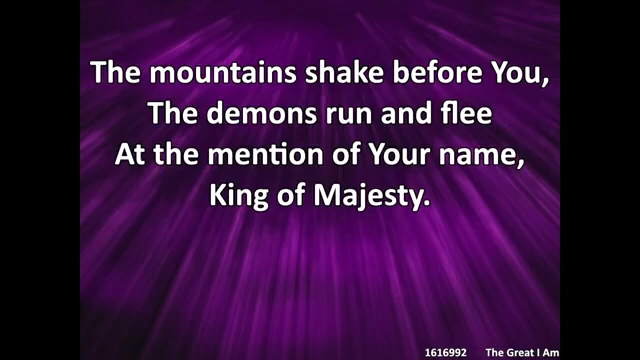 The mountains shake before You,
The demons run and flee
At the mention of Your name,
King of Majesty.
1616992 The Great I Am